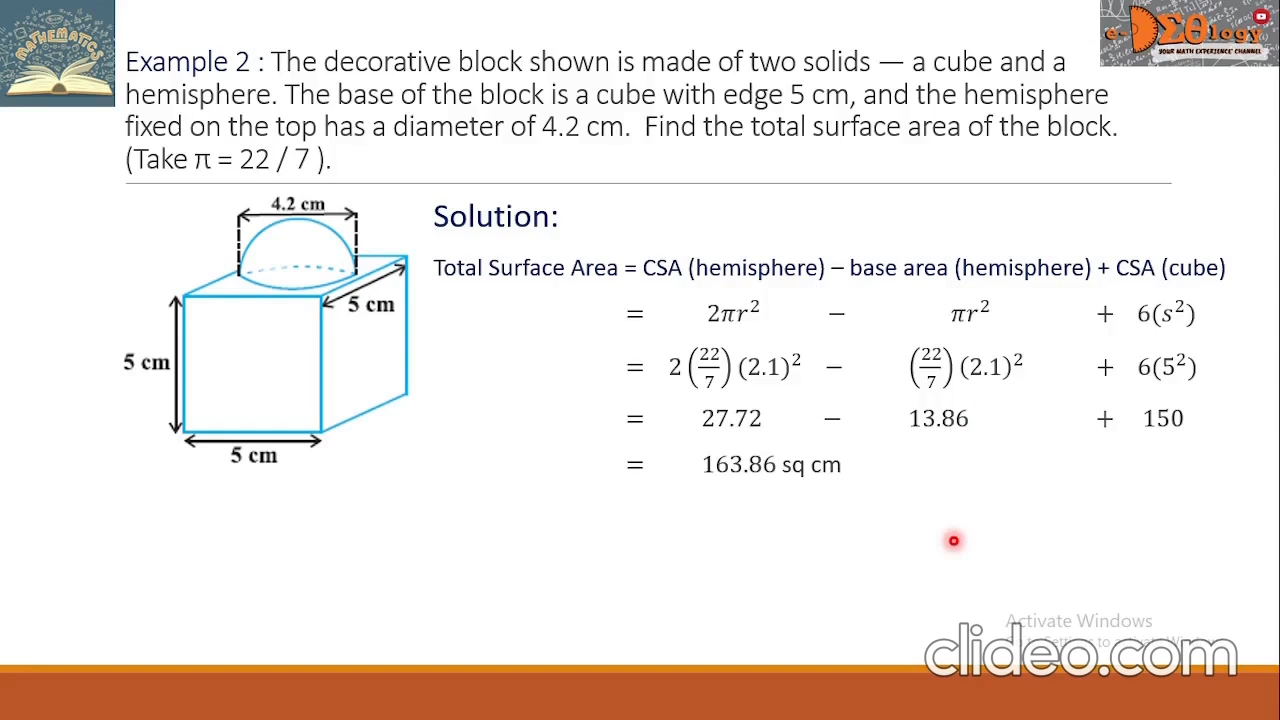 MATHEMATICS
e-DΣθlogy
YOUR MATH EXPERIENCE CHANNEL
Example 2 : The decorative block shown is made of two solids — a cube and a
hemisphere. The base of the block is a cube with edge 5 cm, and the hemisphere
fixed on the top has a diameter of 4.2 cm. Find the total surface area of the block.
(Take π = 22 / 7 ).
4.2 cm
5 cm
5 cm
5 cm
Solution:
Total Surface Area = CSA (hemisphere) – base area (hemisphere) + CSA (cube)
= 2πr² − πr² + 6(s²)
= 2(22/7)(2.1)² − (22/7)(2.1)² + 6(5²)
= 27.72 − 13.86 + 150
= 163.86 sq cm
Activate Windows
clideo.com